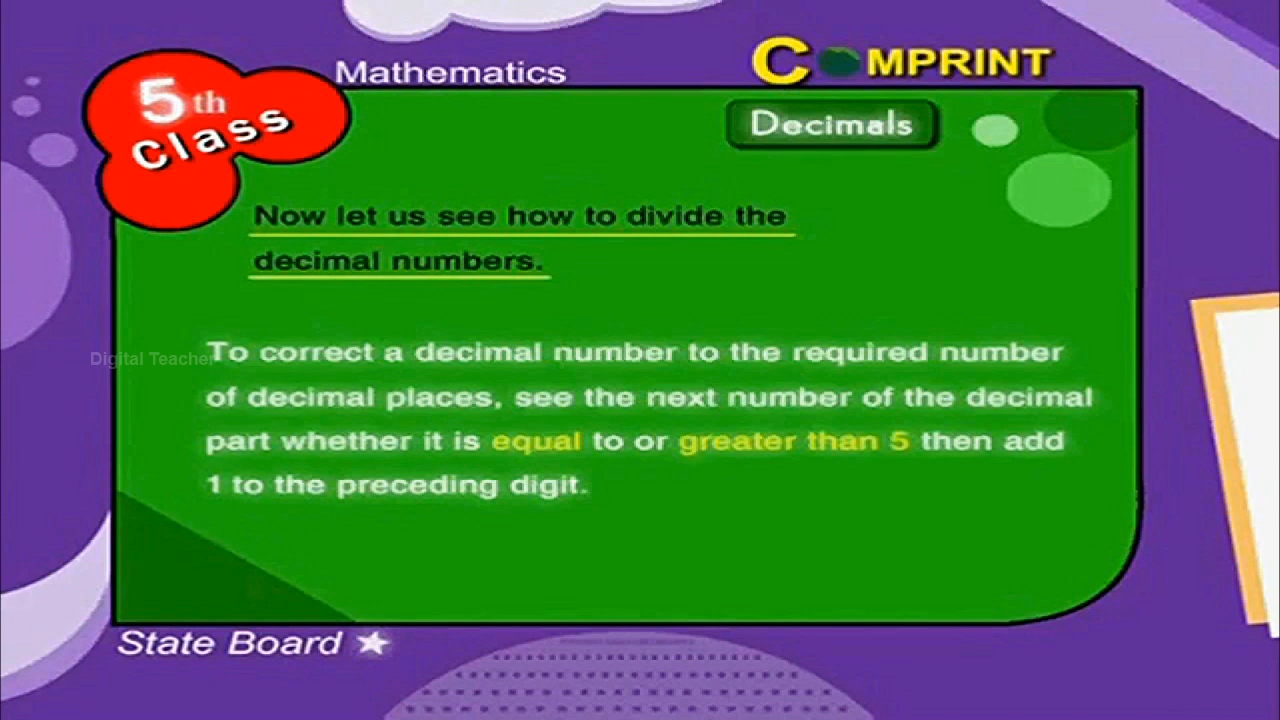 Mathematics
COMPRINT
5th
Class
Decimals
Now let us see how to divide the
decimal numbers.
Digital Teacher
To correct a decimal number to the required number
of decimal places, see the next number of the decimal
part whether it is equal to or greater than 5 then add
1 to the preceding digit.
State Board